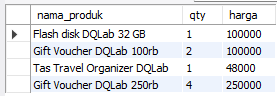 nama_produk qty harga
Flash disk DQLab 32 GB 1 100000
Gift Voucher DQLab 100rb 2 100000
Tas Travel Organizer DQLab 1 48000
Gift Voucher DQLab 250rb 4 250000